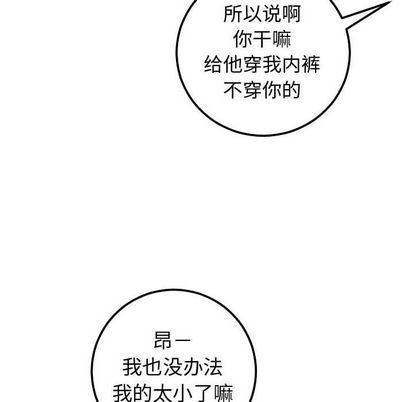 所以说啊
你干嘛
给他穿我内裤
不穿你的
昂一
我也没办法
我的太小了嘛